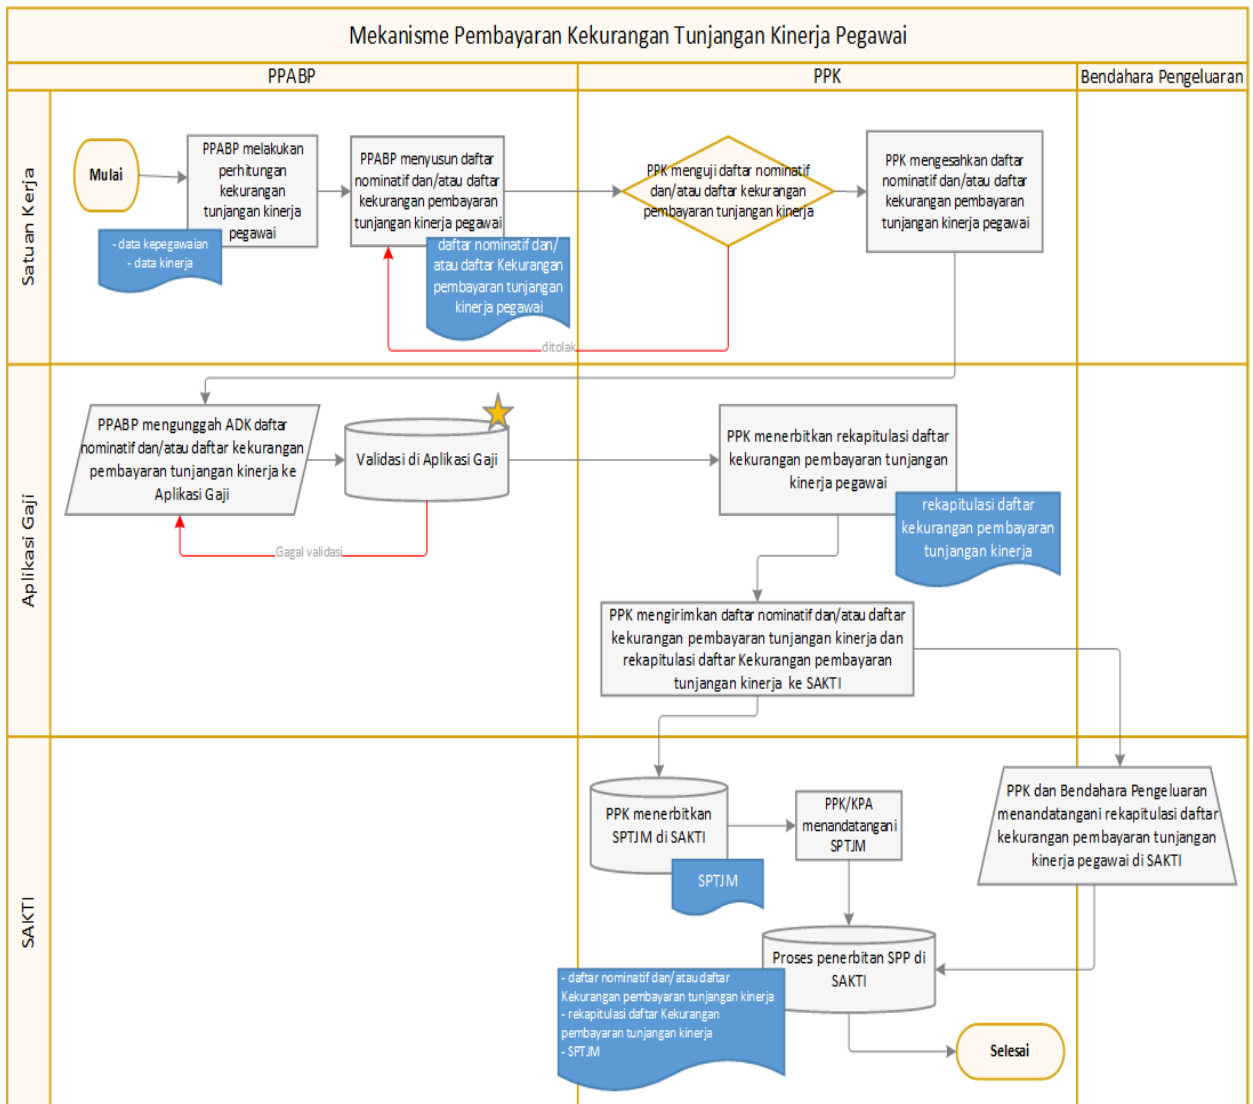 Mekanisme Pembayaran Kekurangan Tunjangan Kinerja Pegawai
PPABP
PPK
Bendahara Pengeluaran
Satuan Kerja
Mulai
PPABP melakukan
perhitungan
kekurangan
tunjangan kinerja
pegawai
- data kepegawaian
- data kinerja
PPABP menyusun daftar
nominatif dan/atau daftar
kekurangan pembayaran
tunjangan kinerja pegawai
daftar nominatif dan/
atau daftar Kekurangan
pembayaran tunjangan
kinerja pegawai
PPK menguji daftar nominatif
dan/atau daftar kekurangan
pembayaran tunjangan kinerja
PPK mengesahkan daftar
nominatif dan/atau daftar
kekurangan pembayaran
tunjangan kinerja pegawai
ditolak
Aplikasi Gaji
PPABP mengunggah ADK daftar
nominatif dan/atau daftar kekurangan
pembayaran tunjangan kinerja ke
Aplikasi Gaji
Validasi di Aplikasi Gaji
Gagal validasi
PPK menerbitkan rekapitulasi daftar
kekurangan pembayaran tunjangan
kinerja pegawai
rekapitulasi daftar
kekurangan pembayaran
tunjangan kinerja
PPK mengirimkan daftar nominatif dan/atau daftar
kekurangan pembayaran tunjangan kinerja dan
rekapitulasi daftar Kekurangan pembayaran
tunjangan kinerja ke SAKTI
SAKTI
PPK menerbitkan
SPTJM di SAKTI
SPTJM
PPK/KPA
menandatangani
SPTJM
PPK dan Bendahara Pengeluaran
menandatangani rekapitulasi daftar
kekurangan pembayaran tunjangan
kinerja pegawai di SAKTI
Proses penerbitan SPP di
SAKTI
- daftar nominatif dan/atau daftar
Kekurangan pembayaran tunjangan kinerja
- rekapitulasi daftar Kekurangan
pembayaran tunjangan kinerja
- SPTJM
Selesai